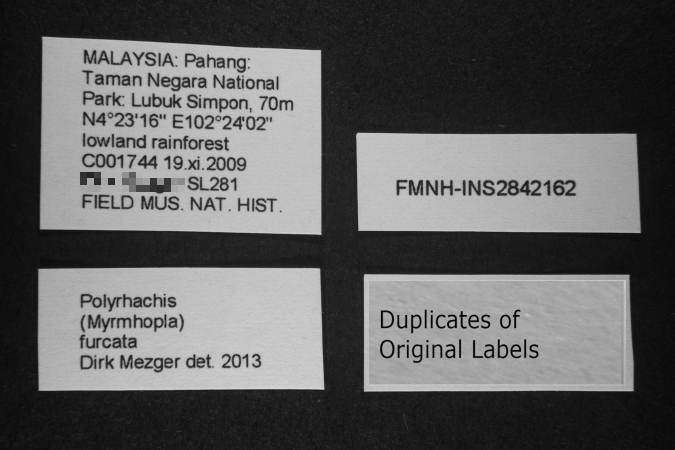 MALAYSIA: Pahang:
Taman Negara National
Park: Lubuk Simpon, 70m
N4°23'16" E102°24'02"
lowland rainforest
C001744 19.xi.2009
SL281
FIELD MUS. NAT. HIST.
FMNH-INS2842162
Polyrhachis
(Myrmhopla)
furcata
Dirk Mezger det. 2013
Duplicates of
Original Labels